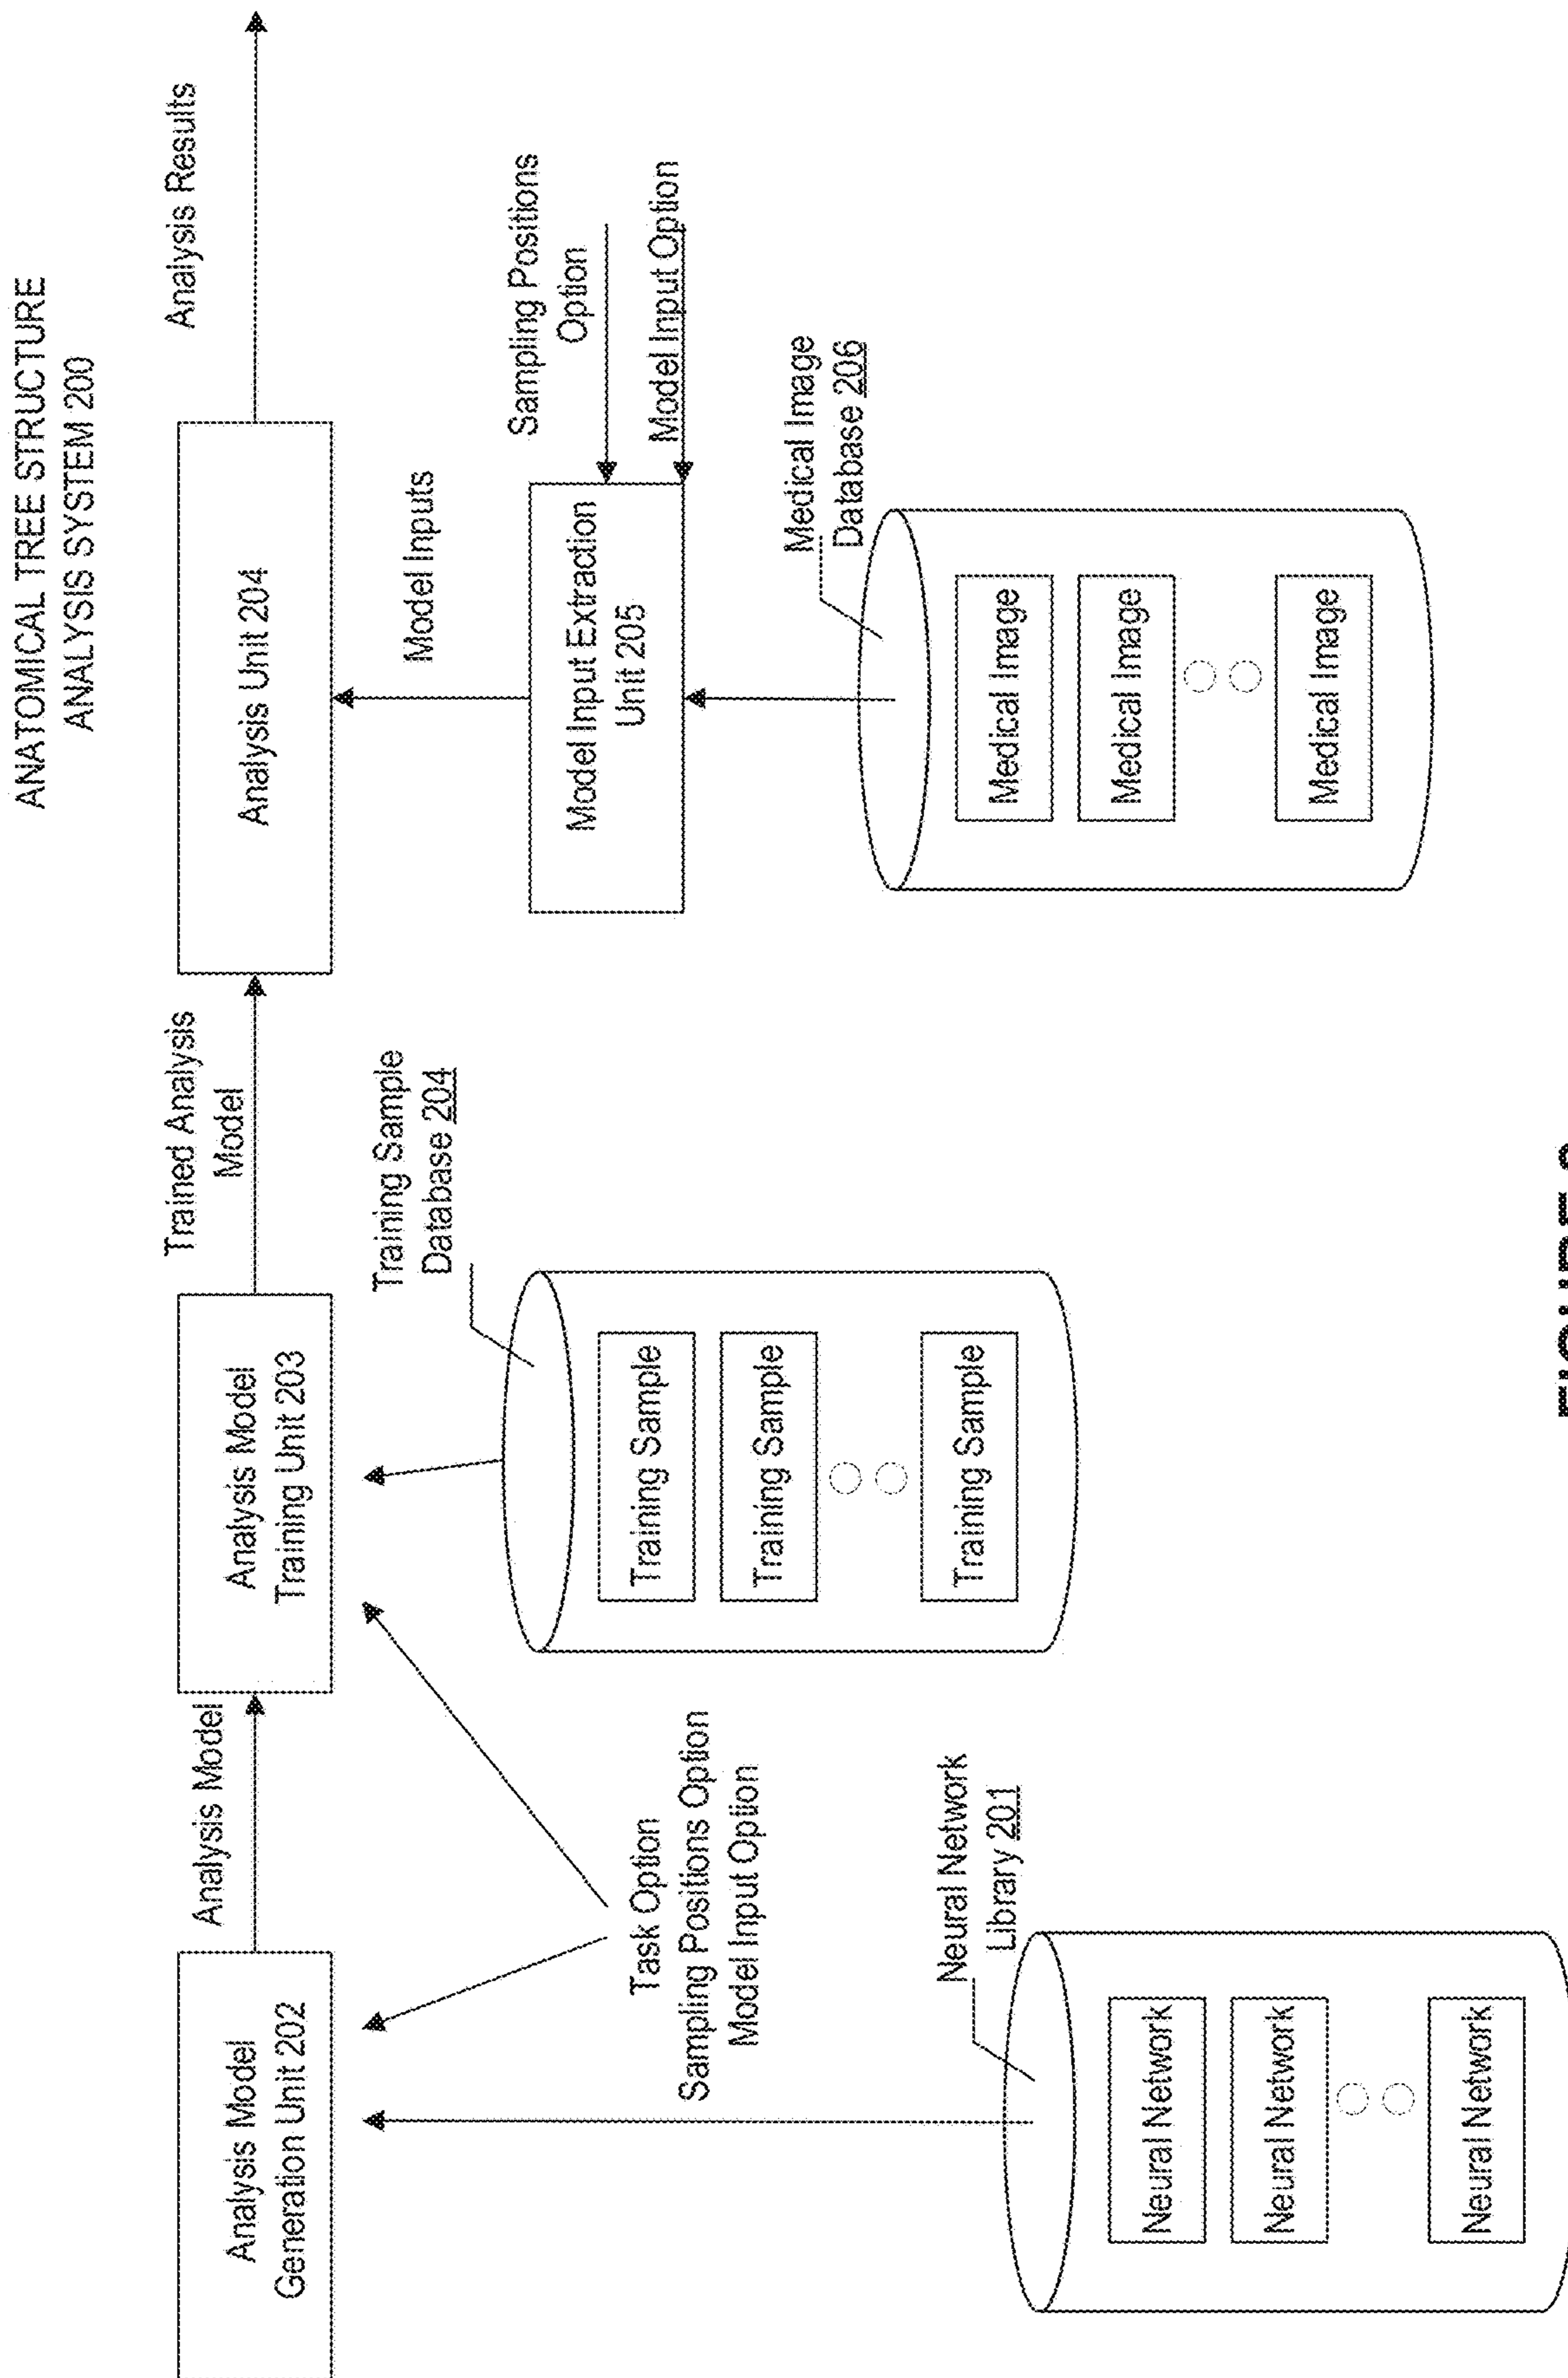 ANATOMICAL TREE STRUCTURE
ANALYSIS SYSTEM 200
Analysis Model
Generation Unit 202
Analysis Model
Analysis Model
Training Unit 203
Trained Analysis
Model
Analysis Unit 204
Analysis Results
Task Option
Sampling Positions Option
Model Input Option
Training Sample
Database 204
Training Sample
Training Sample
Training Sample
Model Inputs
Model Input Extraction
Unit 205
Sampling Positions
Option
Model Input Option
Neural Network
Library 201
Neural Network
Neural Network
Neural Network
Medical Image
Database 206
Medical Image
Medical Image
Medical Image